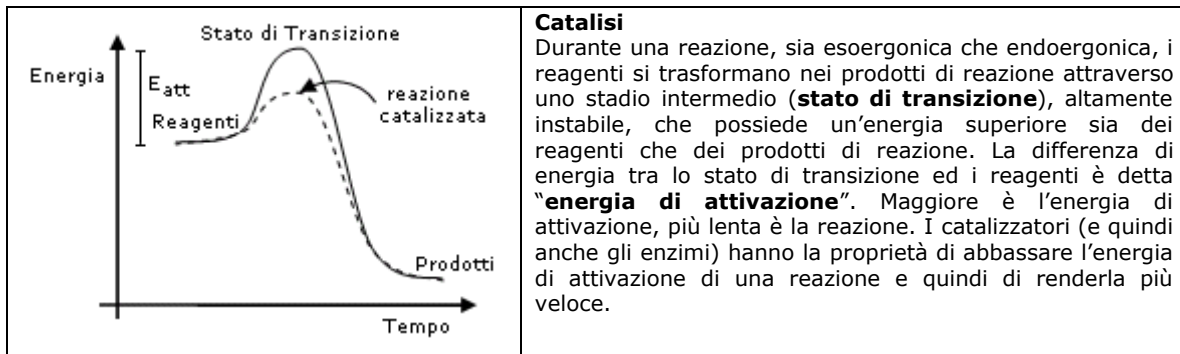 Stato di Transizione
Energia
E att
Reagenti
reazione
catalizzata
Prodotti
Tempo
Catalisi
Durante una reazione, sia esoergonica che endoergonica, i
reagenti si trasformano nei prodotti di reazione attraverso
uno stadio intermedio (stato di transizione), altamente
instabile, che possiede un’energia superiore sia dei
reagenti che dei prodotti di reazione. La differenza di
energia tra lo stato di transizione ed i reagenti è detta
“energia di attivazione”. Maggiore è l’energia di
attivazione, più lenta è la reazione. I catalizzatori (e quindi
anche gli enzimi) hanno la proprietà di abbassare l’energia
di attivazione di una reazione e quindi di renderla più
veloce.